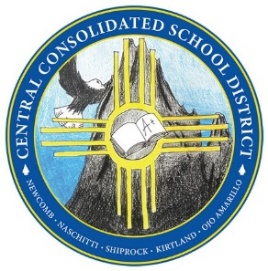 CENTRAL CONSOLIDATED SCHOOL DISTRICT
A+
NEWCOMB • NASCHITTI • SHIPROCK • KIRTLAND • OJO AMARILLO